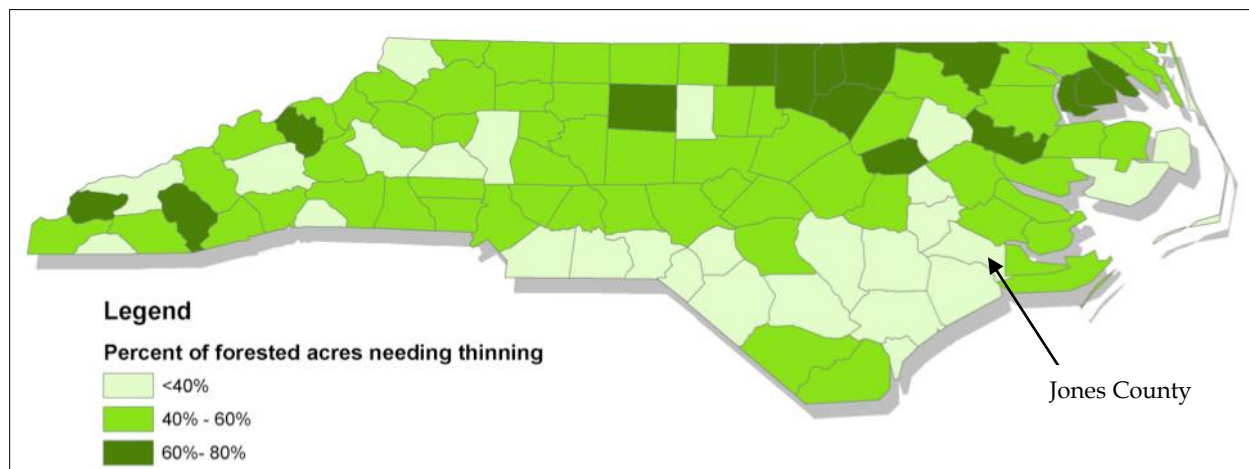 Legend
Percent of forested acres needing thinning
<40%
40% - 60%
60%- 80%
Jones County